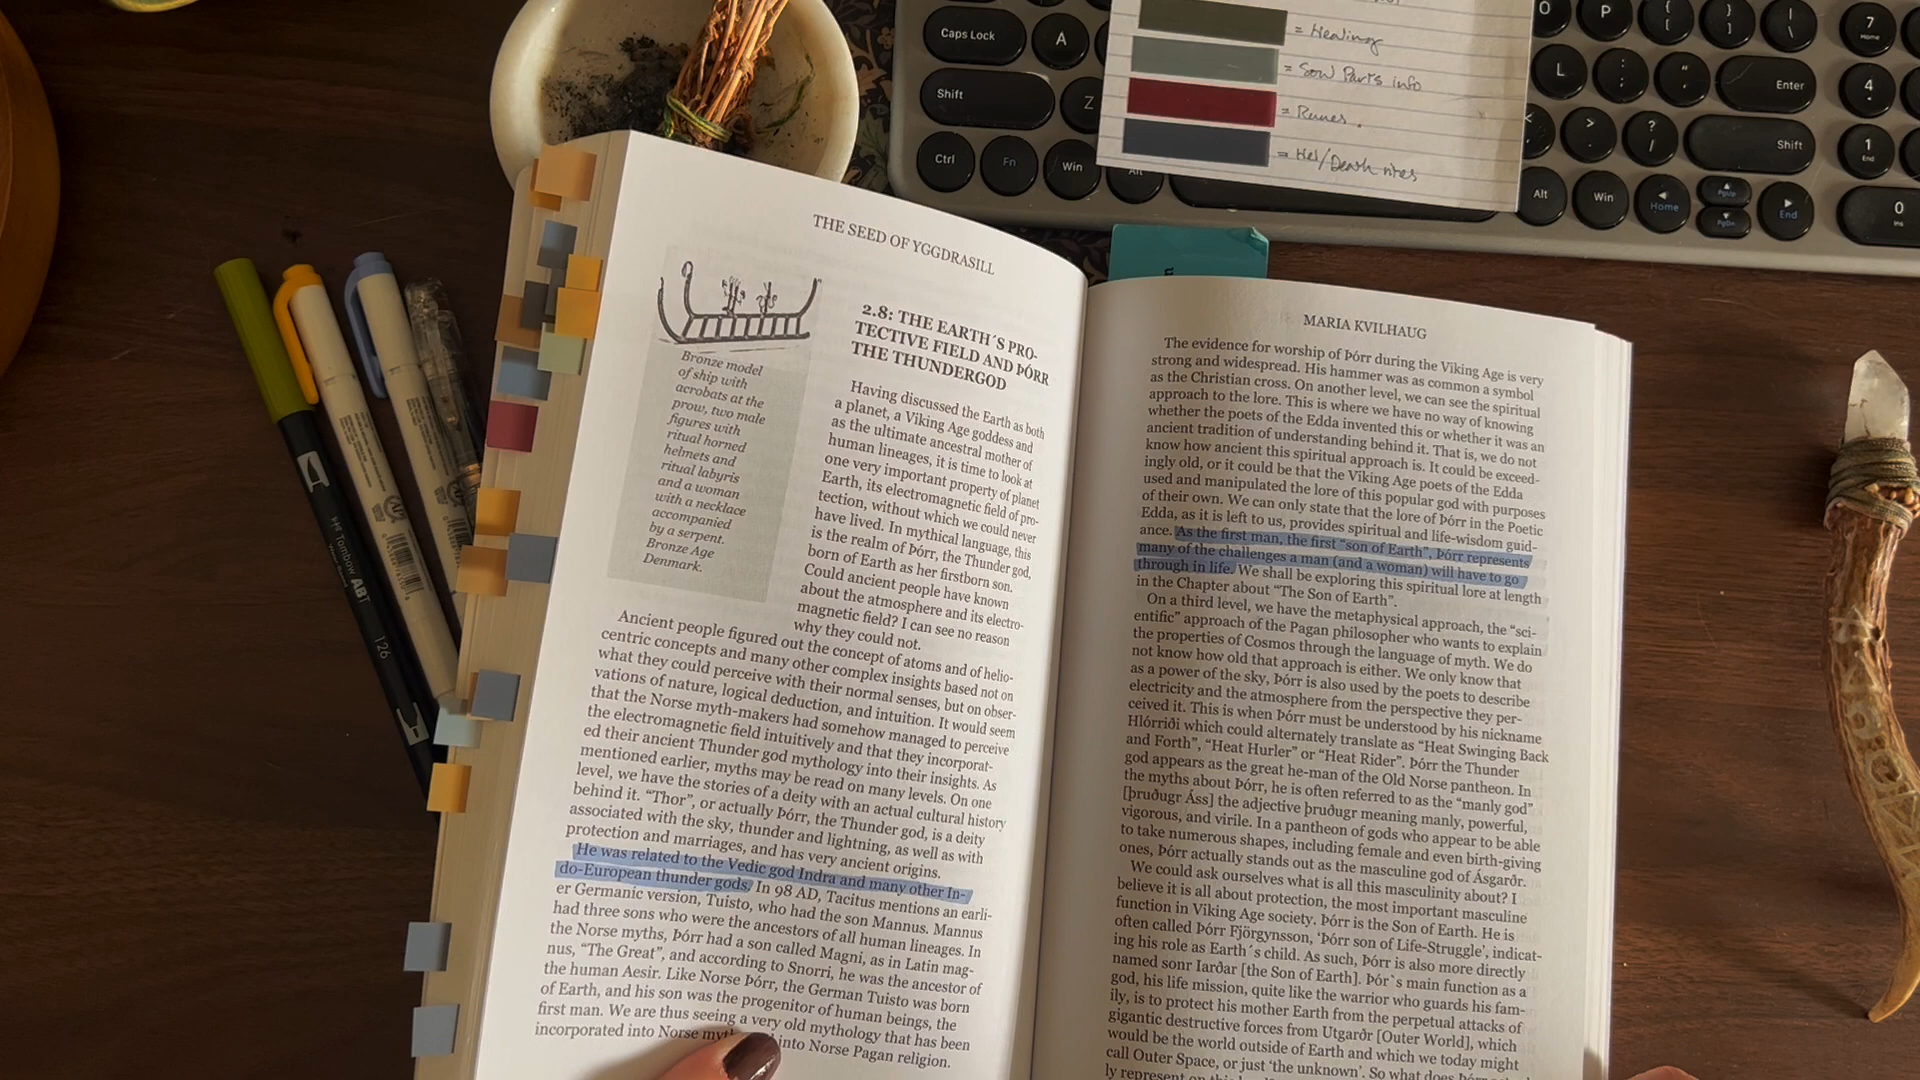 Caps Lock
A
Shift
Z
Ctrl
Fn
Win
Alt
= Healing
= Soul Parts info
= Runes.
= Hel/Death rites
O
P
{
[
}
]
|
\
7
Home
L
:
;
"
Enter
4
<
>
.
?
/
Shift
1
End
Alt
Win
Home
PgUp
PgDn
End
0
Ins
Tombow ABT
126
THE SEED OF YGGDRASILL
Bronze model
of ship with
acrobats at the
prow, two male
figures with
ritual horned
helmets and
ritual labyris
and a woman
with a necklace
accompanied
by a serpent.
Bronze Age
Denmark.
2.8: THE EARTH´S PRO-
TECTIVE FIELD AND ÞÓRR
THE THUNDERGOD
Having discussed the Earth as both
a planet, a Viking Age goddess and
as the ultimate ancestral mother of
human lineages, it is time to look at
one very important property of planet
Earth, its electromagnetic field of pro-
tection, without which we could never
have lived. In mythical language, this
is the realm of Þórr, the Thunder god,
born of Earth as her firstborn son.
Could ancient people have known
about the atmosphere and its electro-
magnetic field? I can see no reason
why they could not.
Ancient people figured out the concept of atoms and of helio-
centric concepts and many other complex insights based not on
what they could perceive with their normal senses, but on obser-
vations of nature, logical deduction, and intuition. It would seem
that the Norse myth-makers had somehow managed to perceive
the electromagnetic field intuitively and that they incorporat-
ed their ancient Thunder god mythology into their insights. As
mentioned earlier, myths may be read on many levels. On one
level, we have the stories of a deity with an actual cultural history
behind it. “Thor”, or actually Þórr, the Thunder god, is a deity
associated with the sky, thunder and lightning, as well as with
protection and marriages, and has very ancient origins.
He was related to the Vedic god Indra and many other In-
do-European thunder gods. In 98 AD, Tacitus mentions an earli-
er Germanic version, Tuisto, who had the son Mannus. Mannus
had three sons who were the ancestors of all human lineages. In
the Norse myths, Þórr had a son called Magni, as in Latin mag-
nus, “The Great”, and according to Snorri, he was the ancestor of
the human Aesir. Like Norse Þórr, the German Tuisto was born
of Earth, and his son was the progenitor of human beings, the
first man. We are thus seeing a very old mythology that has been
incorporated into Norse into Norse Pagan religion.
MARIA KVILHAUG
The evidence for worship of Þórr during the Viking Age is very
strong and widespread. His hammer was as common a symbol
as the Christian cross. On another level, we can see the spiritual
approach to the lore. This is where we have no way of knowing
whether the poets of the Edda invented this or whether it was an
ancient tradition of understanding behind it. That is, we do not
know how ancient this spiritual approach is. It could be exceed-
ingly old, or it could be that the Viking Age poets of the Edda
used and manipulated the lore of this popular god with purposes
of their own. We can only state that the lore of Þórr in the Poetic
Edda, as it is left to us, provides spiritual and life-wisdom guid-
ance. As the first man, the first “son of Earth”, Þórr represents
many of the challenges a man (and a woman) will have to go
through in life. We shall be exploring this spiritual lore at length
in the Chapter about “The Son of Earth”.
On a third level, we have the metaphysical approach, the “sci-
entific” approach of the Pagan philosopher who wants to explain
the properties of Cosmos through the language of myth. We do
not know how old that approach is either. We only know that
as a power of the sky, Þórr is also used by the poets to describe
electricity and the atmosphere from the perspective they per-
ceived it. This is when Þórr must be understood by his nickname
Hlórriði which could alternately translate as “Heat Swinging Back
and Forth”, “Heat Hurler” or “Heat Rider”. Þórr the Thunder
god appears as the great he-man of the Old Norse pantheon. In
the myths about Þórr, he is often referred to as the “manly god”
[þruðugr Áss] the adjective þruðugr meaning manly, powerful,
vigorous, and virile. In a pantheon of gods who appear to be able
to take numerous shapes, including female and even birth-giving
ones, Þórr actually stands out as the masculine god of Ásgarðr.
We could ask ourselves what is all this masculinity about? I
believe it is all about protection, the most important masculine
function in Viking Age society. Þórr is the Son of Earth. He is
often called Þórr Fjörgynsson, ‘Þórr son of Life-Struggle’, indicat-
ing his role as Earth´s child. As such, Þórr is also more directly
named sonr Iarðar [the Son of Earth]. Þór`s main function as a
god, his life mission, quite like the warrior who guards his fam-
ily, is to protect his mother Earth from the perpetual attacks of
gigantic destructive forces from Utgarðr [Outer World], which
would be the world outside of Earth and which we today might
call Outer Space, or just ‘the unknown’. So what does Þórr